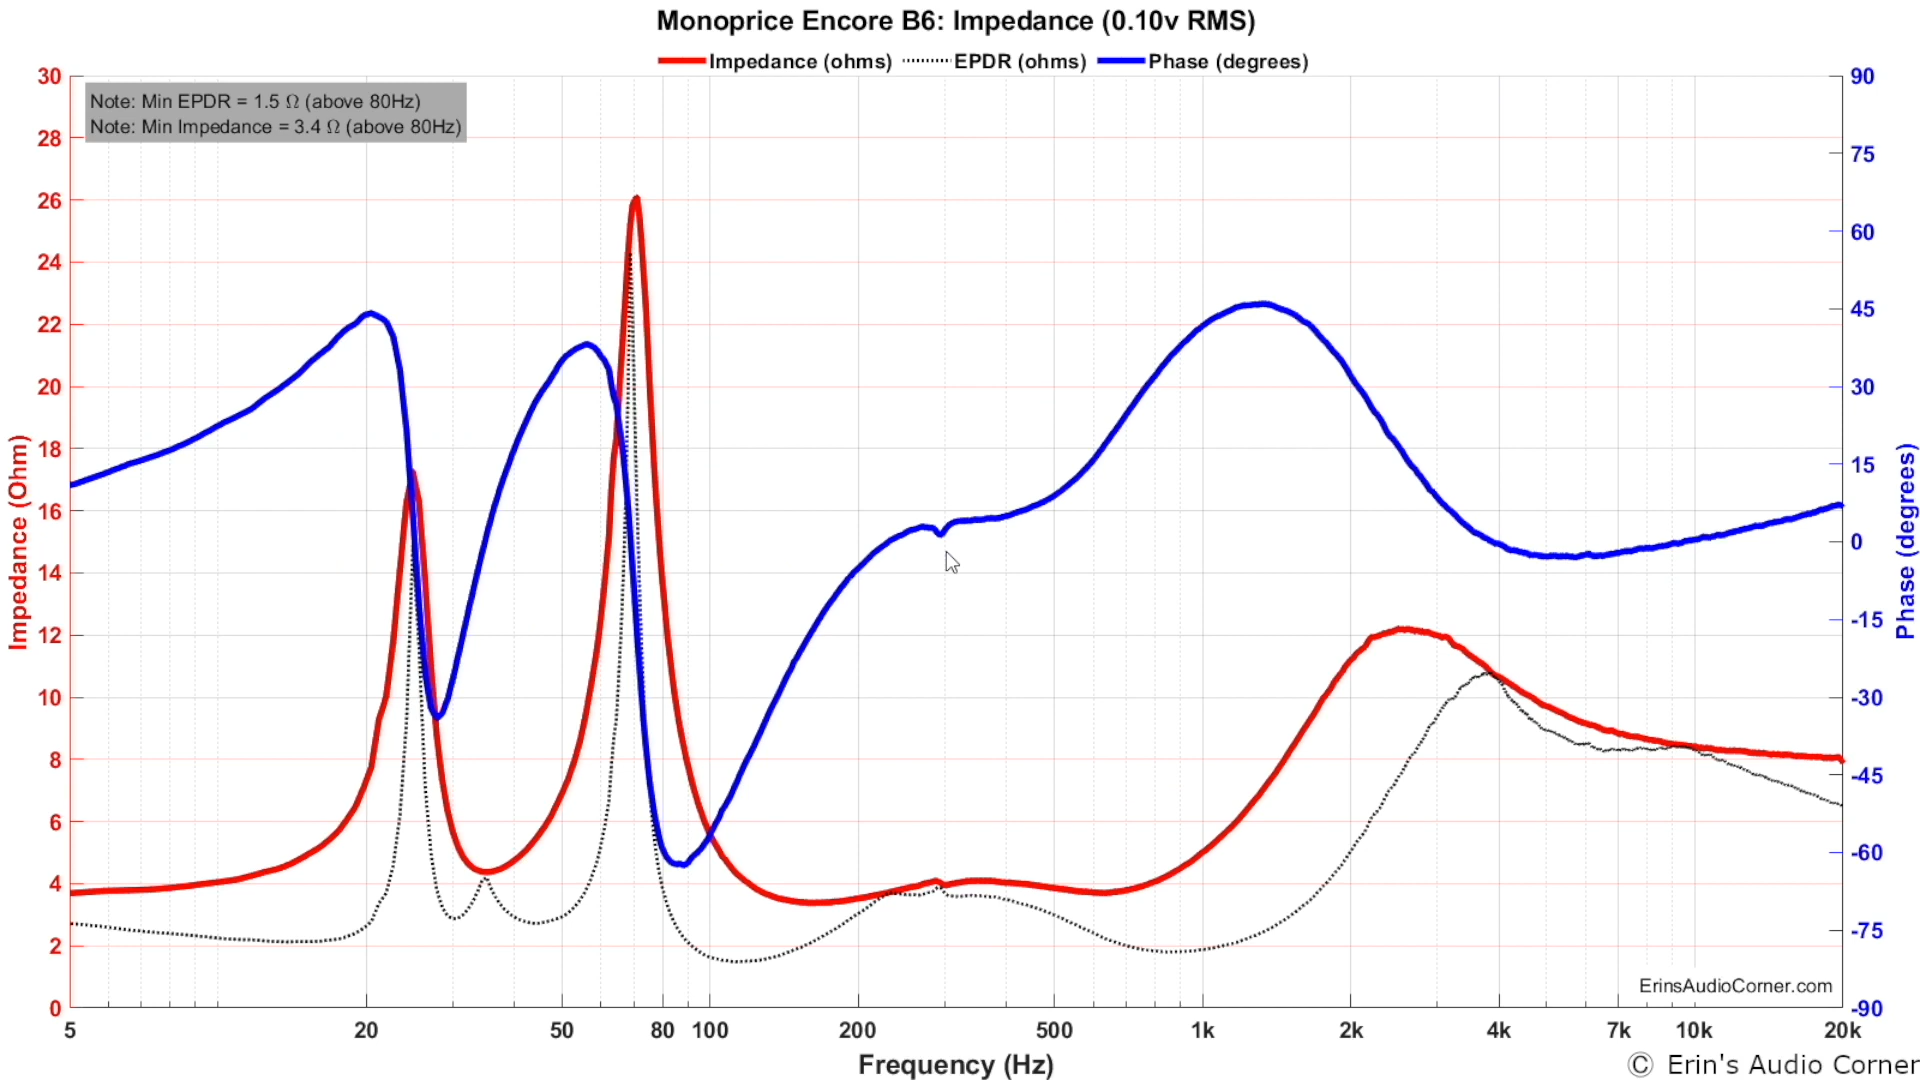 Monoprice Encore B6: Impedance (0.10v RMS)
Impedance (ohms) EPDR (ohms) Phase (degrees)
Note: Min EPDR = 1.5 Ω (above 80Hz)
Note: Min Impedance = 3.4 Ω (above 80Hz)
Impedance (Ohm)
30
28
26
24
22
20
18
16
14
12
10
8
6
4
2
0
90
75
60
45
30
15
0
-15
-30
-45
-60
-75
-90
Phase (degrees)
ErinsAudioCorner.com
5 20 50 80 100 200 500 1k 2k 4k 7k 10k 20k
Frequency (Hz)
© Erin's Audio Corner